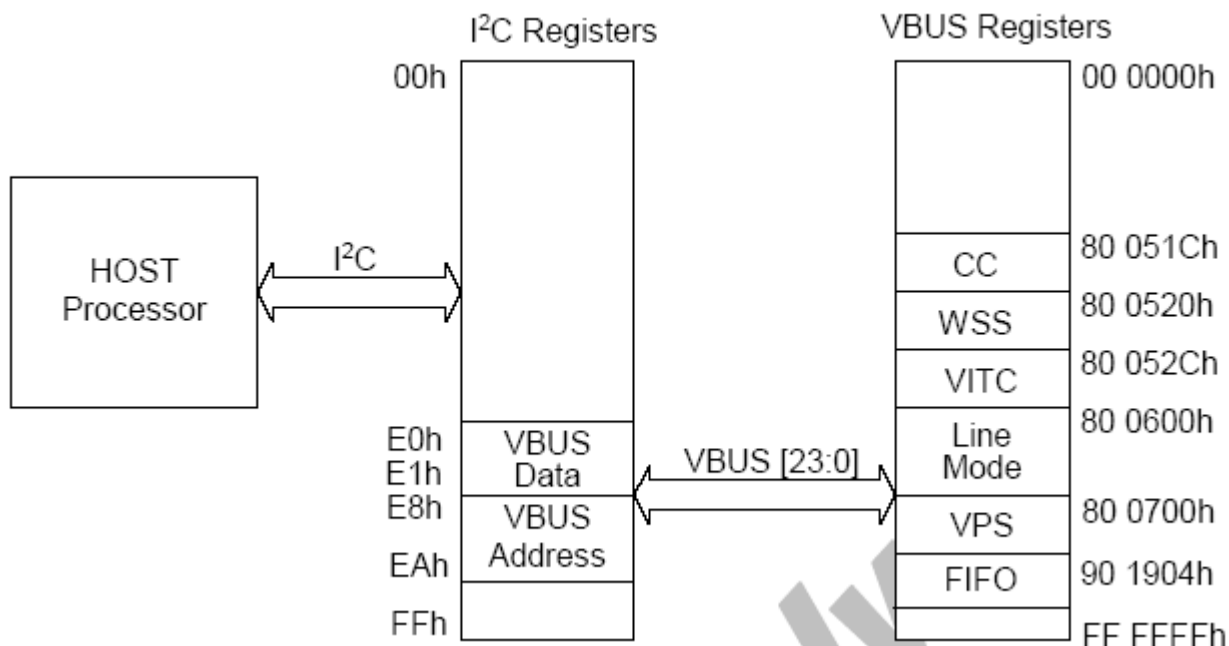 I²C Registers
VBUS Registers
00h
00 0000h
HOST
Processor
I²C
CC
80 051Ch
WSS
80 0520h
VITC
80 052Ch
Line
Mode
80 0600h
E0h
E1h
VBUS
Data
VBUS [23:0]
E8h
EAh
VBUS
Address
VPS
80 0700h
FIFO
90 1904h
FFh
FF FFFFh